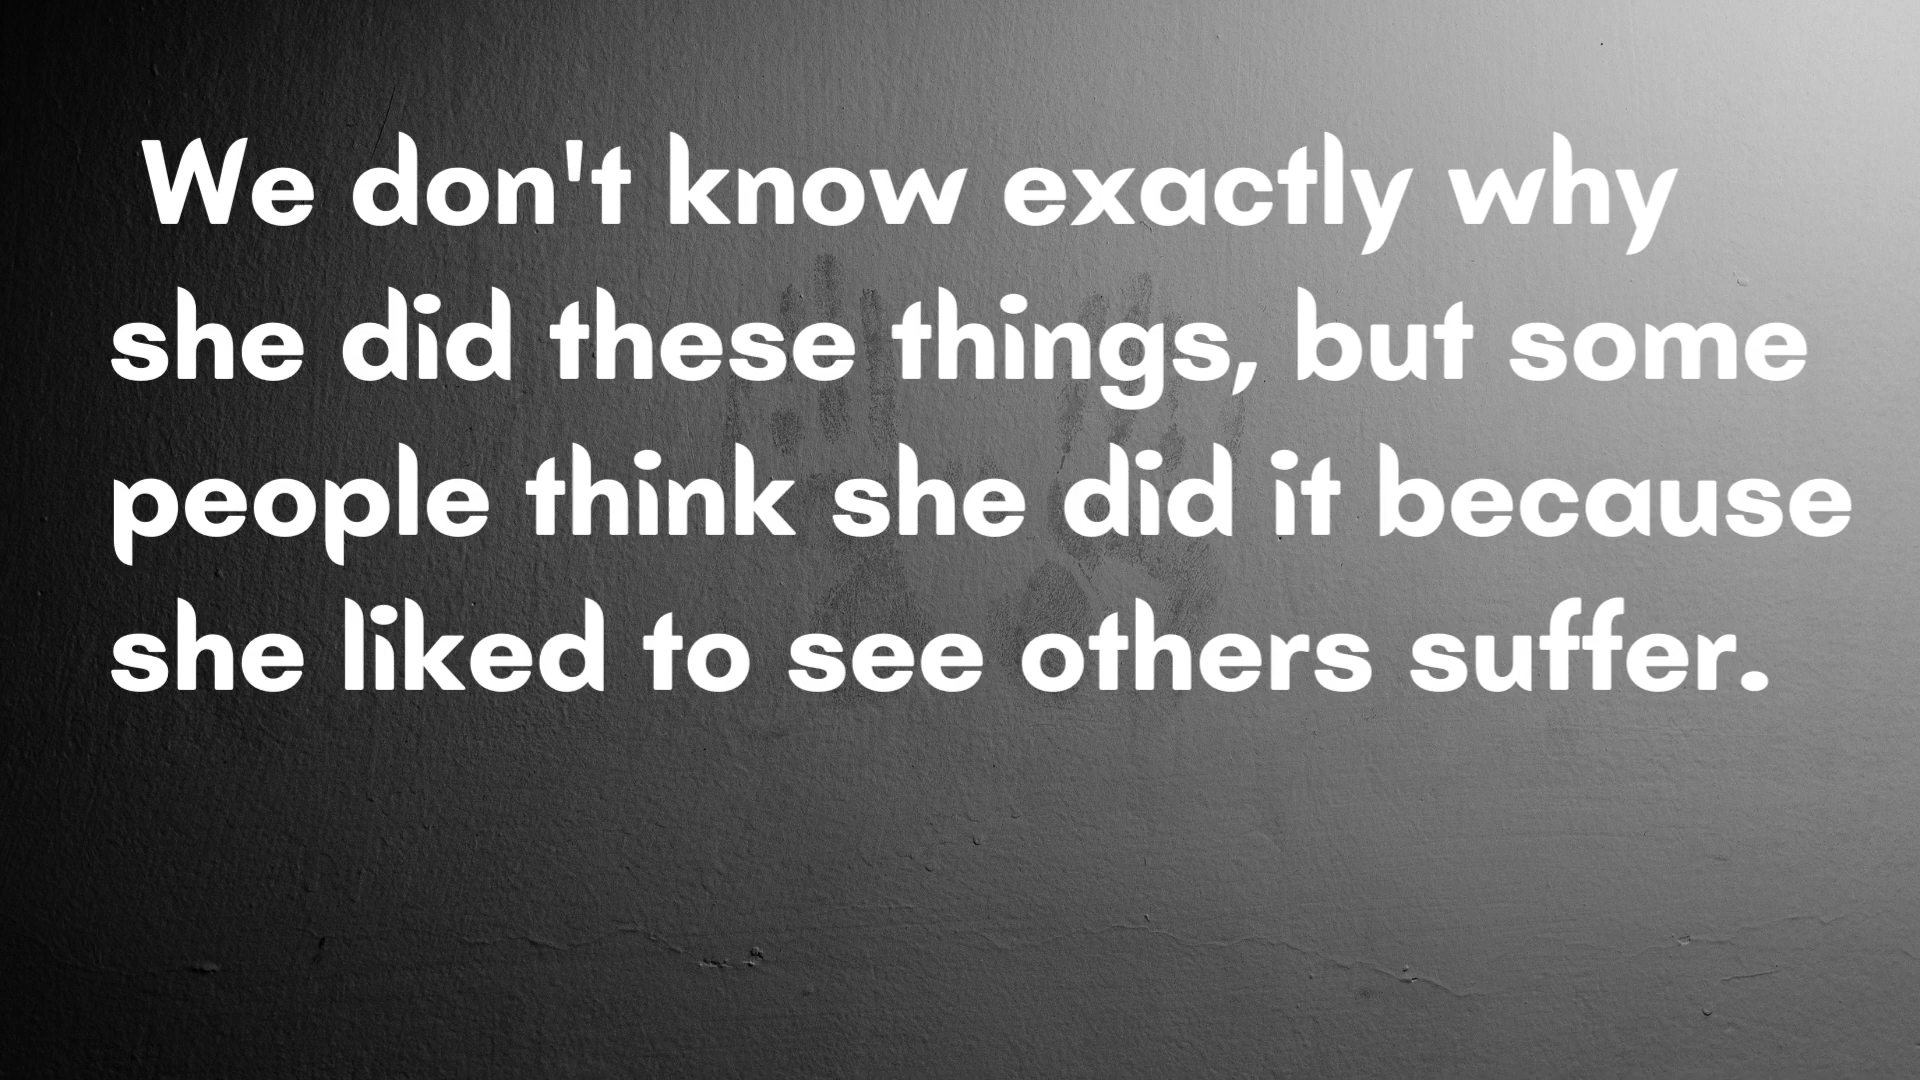 We don't know exactly why
she did these things, but some
people think she did it because
she liked to see others suffer.